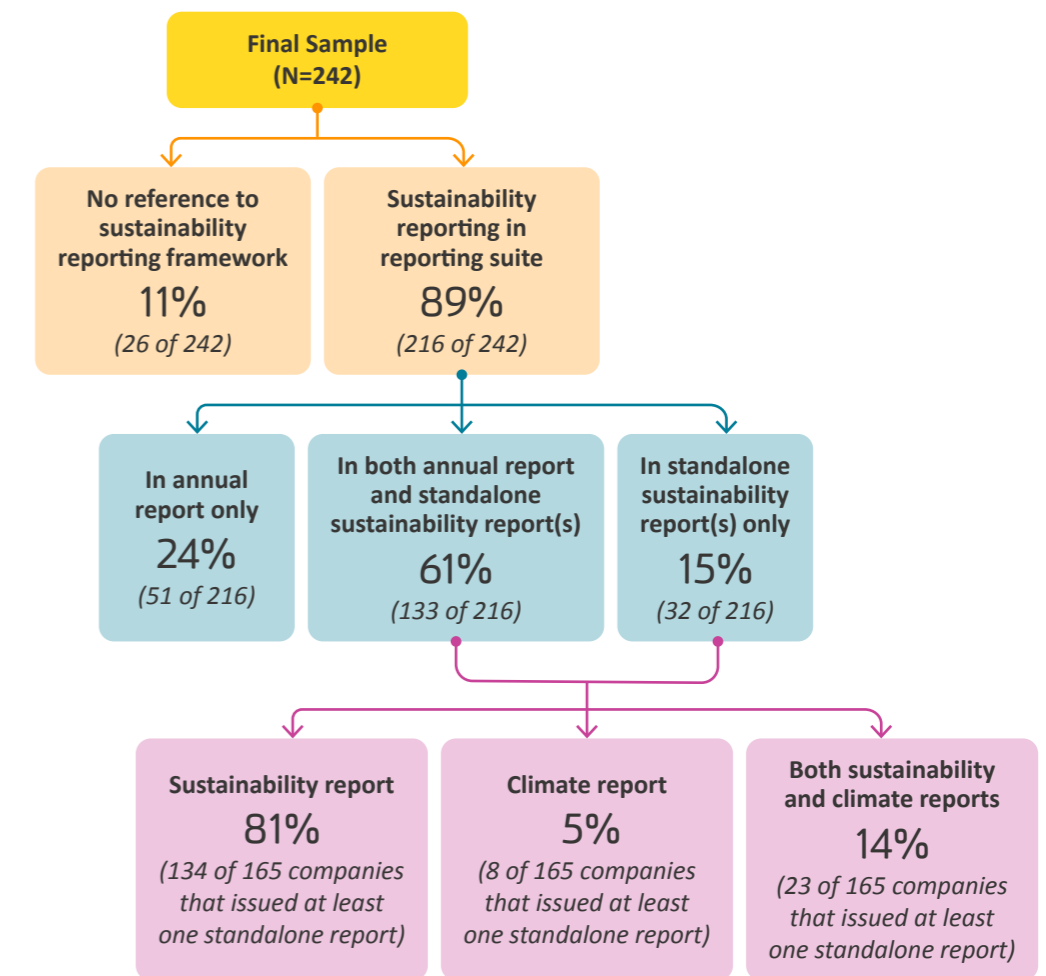 Final Sample
(N=242)
No reference to
sustainability
reporting framework
11%
(26 of 242)
Sustainability
reporting in
reporting suite
89%
(216 of 242)
In annual
report only
24%
(51 of 216)
In both annual report
and standalone
sustainability report(s)
61%
(133 of 216)
In standalone
sustainability
report(s) only
15%
(32 of 216)
Sustainability report
81%
(134 of 165 companies
that issued at least
one standalone report)
Climate report
5%
(8 of 165 companies
that issued at least
one standalone report)
Both sustainability
and climate reports
14%
(23 of 165 companies
that issued at least
one standalone report)